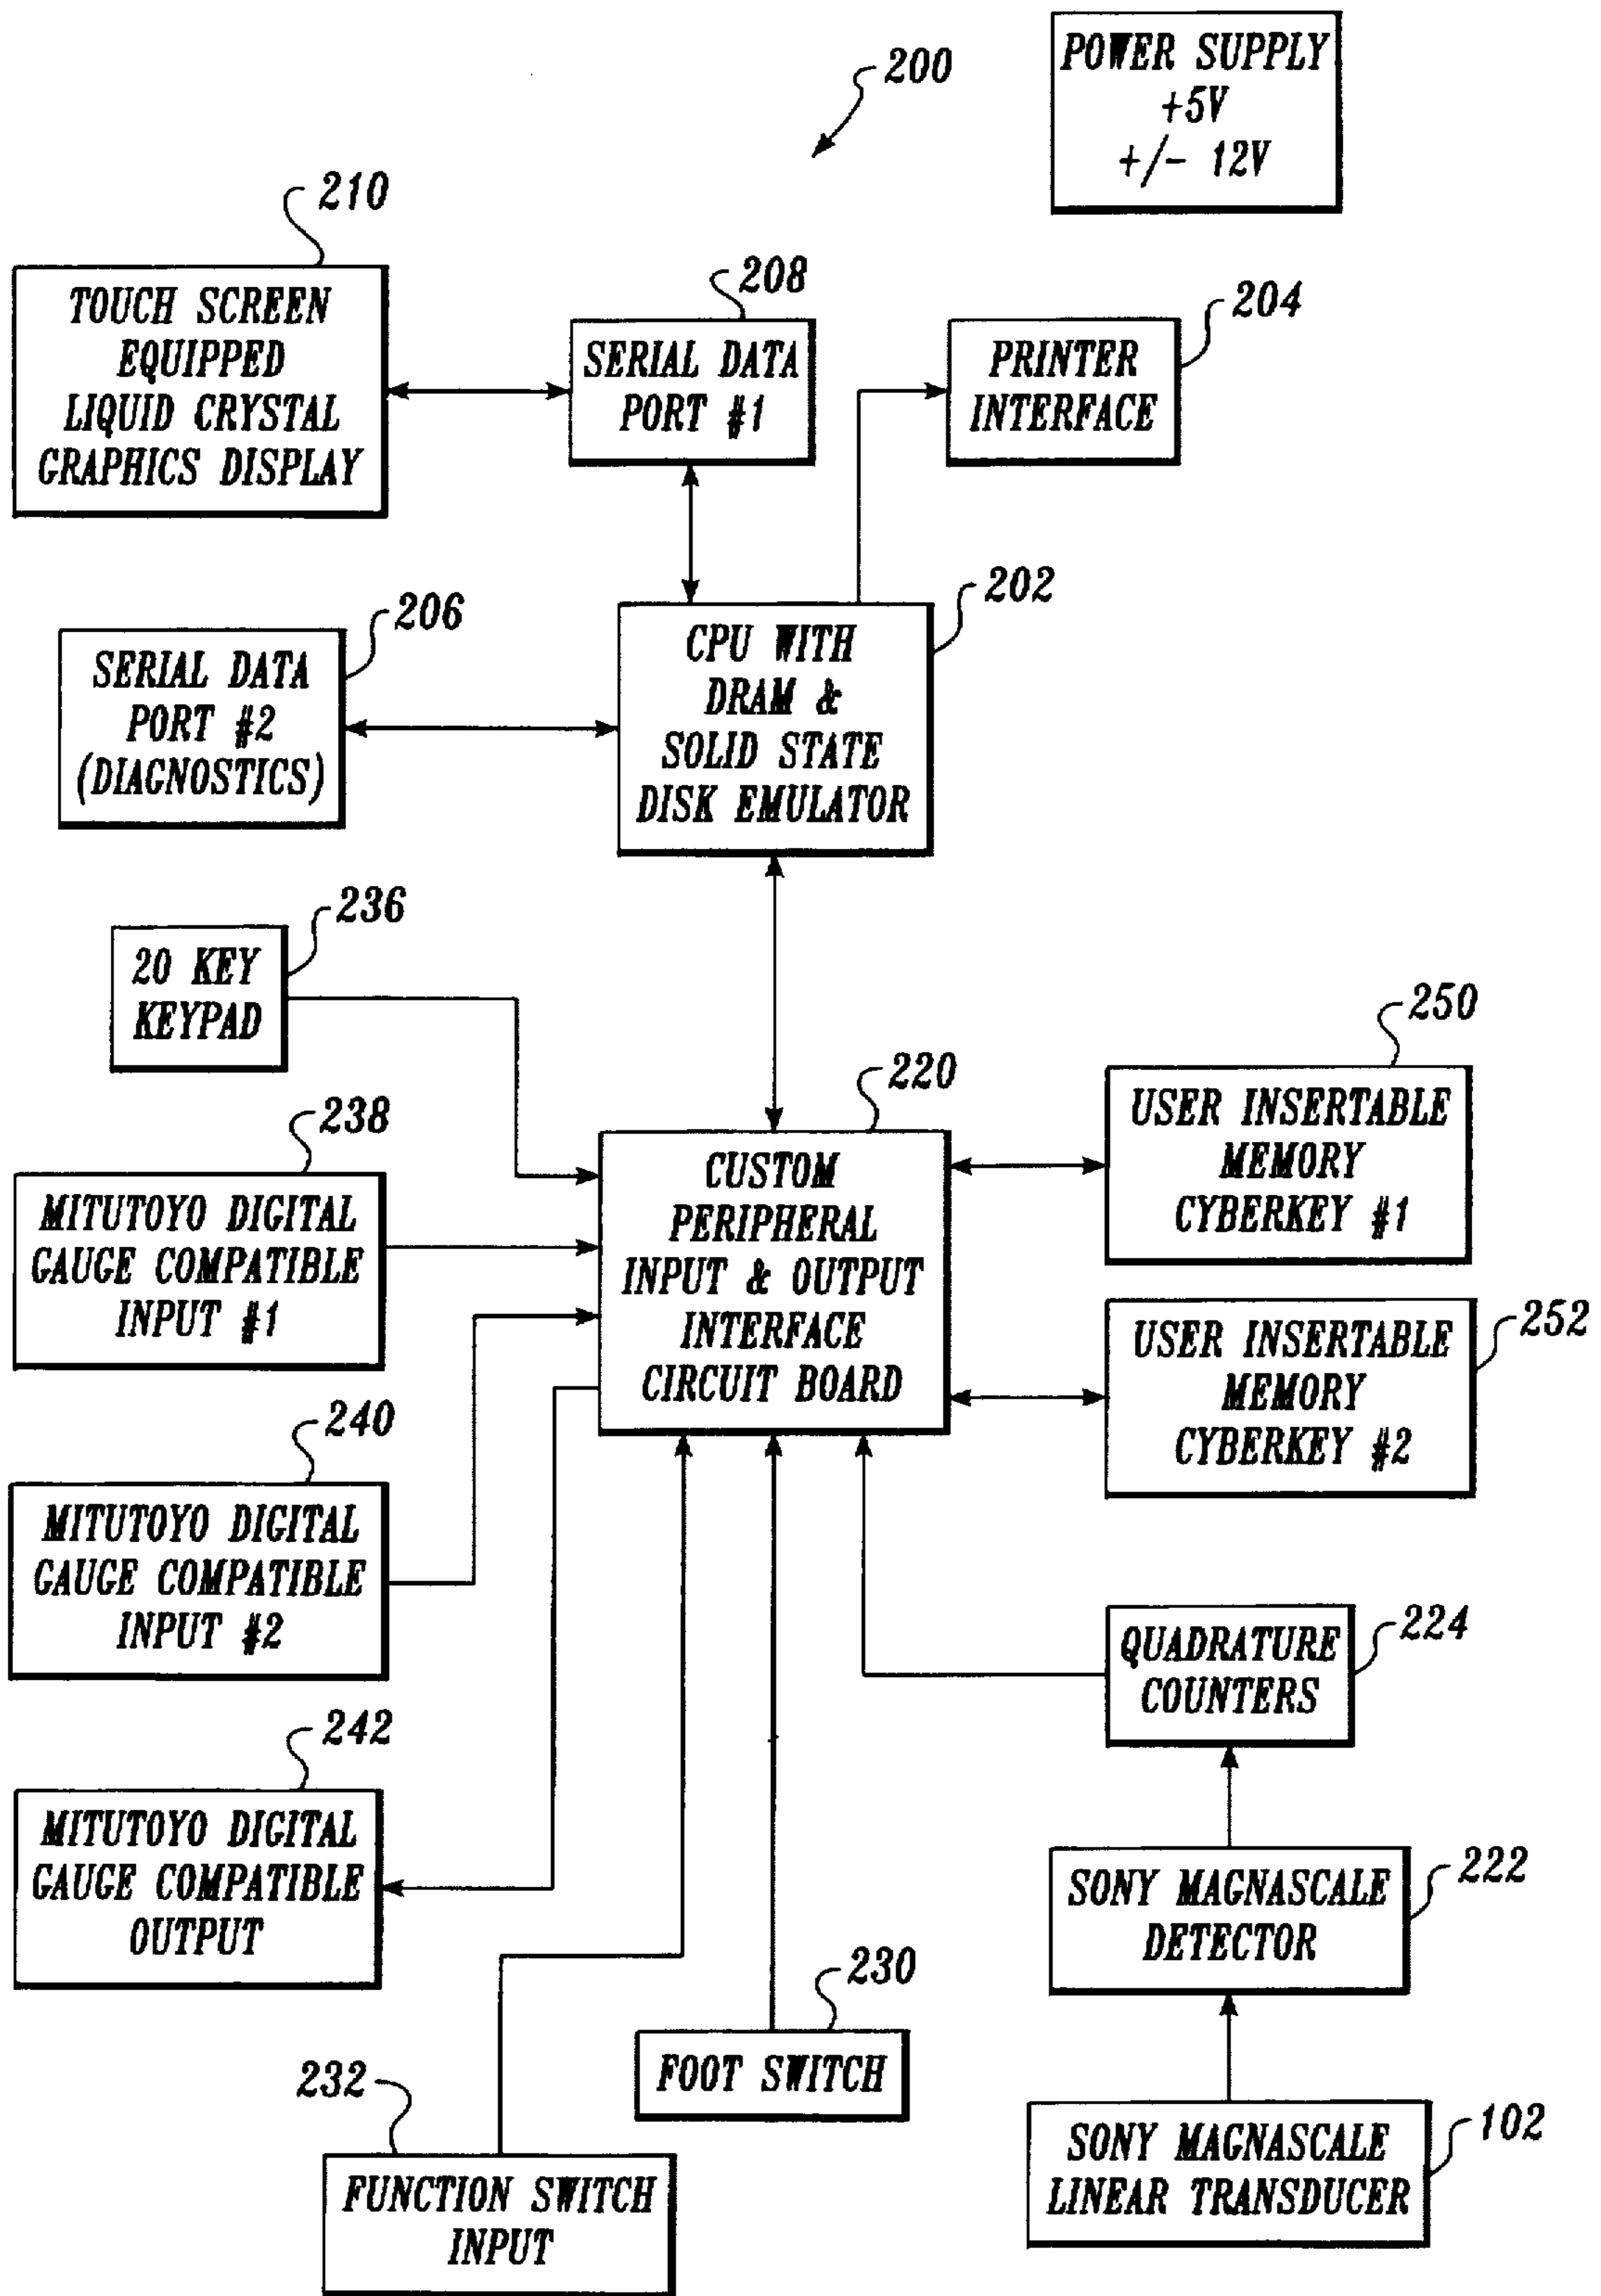 200
POWER SUPPLY
+5V
+/- 12V
210
TOUCH SCREEN
EQUIPPED
LIQUID CRYSTAL
GRAPHICS DISPLAY
208
SERIAL DATA
PORT #1
204
PRINTER
INTERFACE
206
SERIAL DATA
PORT #2
(DIAGNOSTICS)
202
CPU WITH
DRAM &
SOLID STATE
DISK EMULATOR
236
20 KEY
KEYPAD
238
MITUTOYO DIGITAL
GAUGE COMPATIBLE
INPUT #1
220
CUSTOM
PERIPHERAL
INPUT & OUTPUT
INTERFACE
CIRCUIT BOARD
250
USER INSERTABLE
MEMORY
CYBERKEY #1
252
USER INSERTABLE
MEMORY
CYBERKEY #2
240
MITUTOYO DIGITAL
GAUGE COMPATIBLE
INPUT #2
224
QUADRATURE
COUNTERS
242
MITUTOYO DIGITAL
GAUGE COMPATIBLE
OUTPUT
222
SONY MAGNASCALE
DETECTOR
230
FOOT SWITCH
232
FUNCTION SWITCH
INPUT
102
SONY MAGNASCALE
LINEAR TRANSDUCER